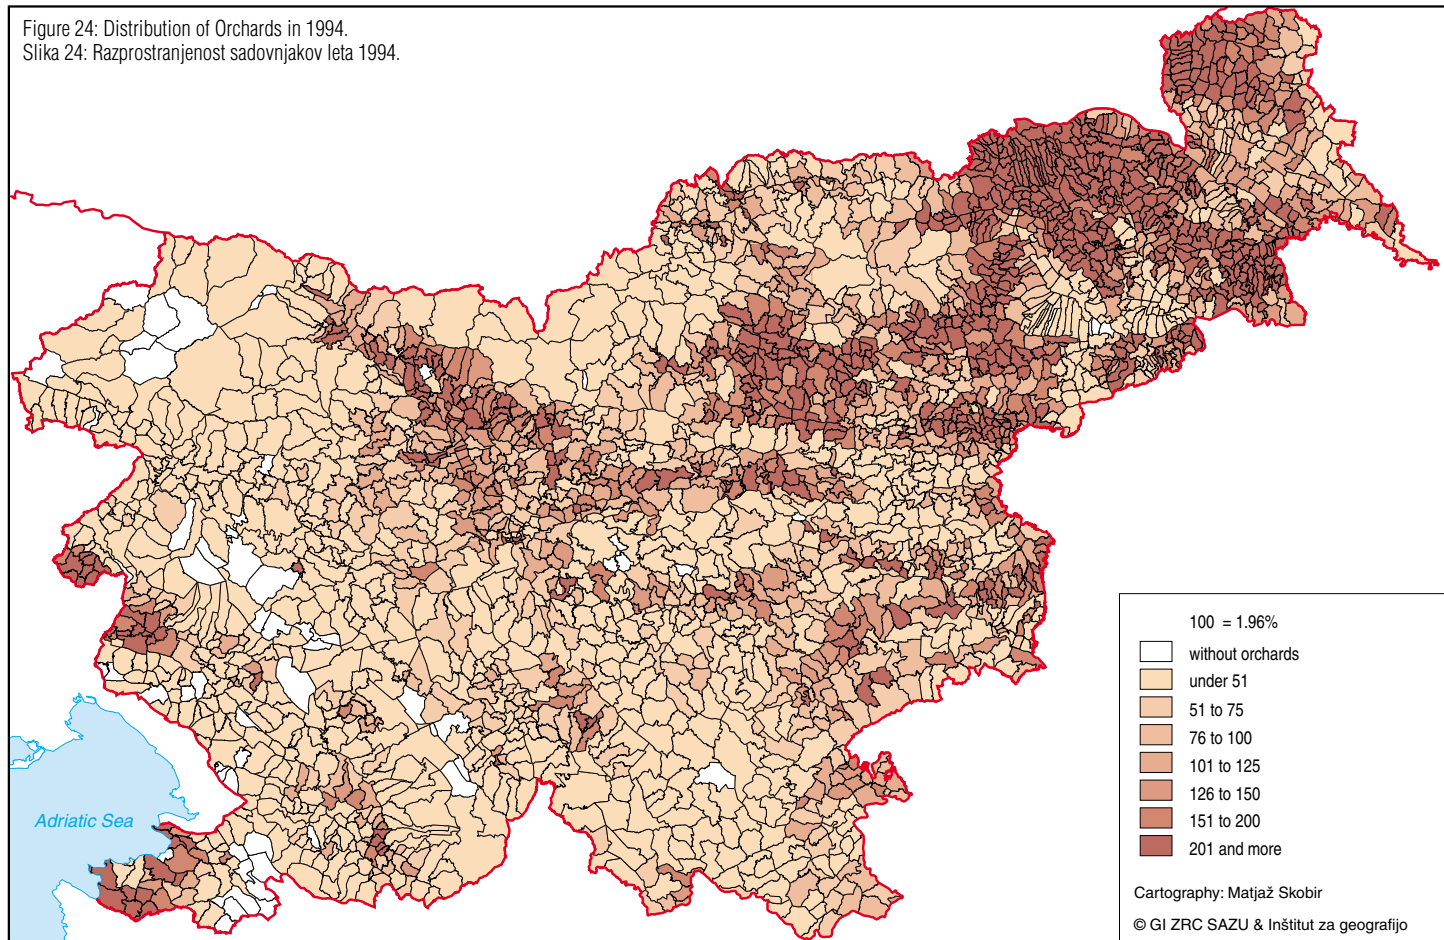 Figure 24: Distribution of Orchards in 1994.
Slika 24: Razprostranjenost sadovnjakov leta 1994.
Adriatic Sea
100 = 1.96%
without orchards
under 51
51 to 75
76 to 100
101 to 125
126 to 150
151 to 200
201 and more
Cartography: Matjaž Skobir
© GI ZRC SAZU & Inštitut za geografijo